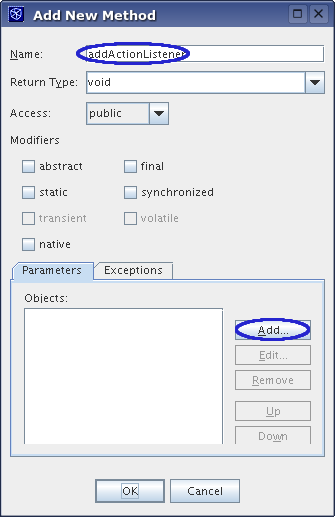 Add New Method
Name: addActionListener
Return Type: void
Access: public
Modifiers
abstract final
static synchronized
transient volatile
native
Parameters Exceptions
Objects:
Add...
Edit...
Remove
Up
Down
OK Cancel